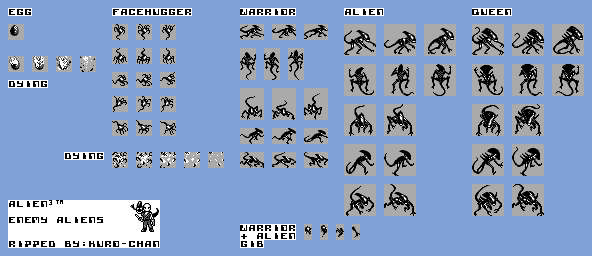 EGG
FACEHUGGER
WARRIOR
ALIEN
QUEEN
DYING
DYING
ALIEN³™
ENEMY ALIENS
RIPPED BY:KURO-CHAN
WARRIOR
+ ALIEN
GIB